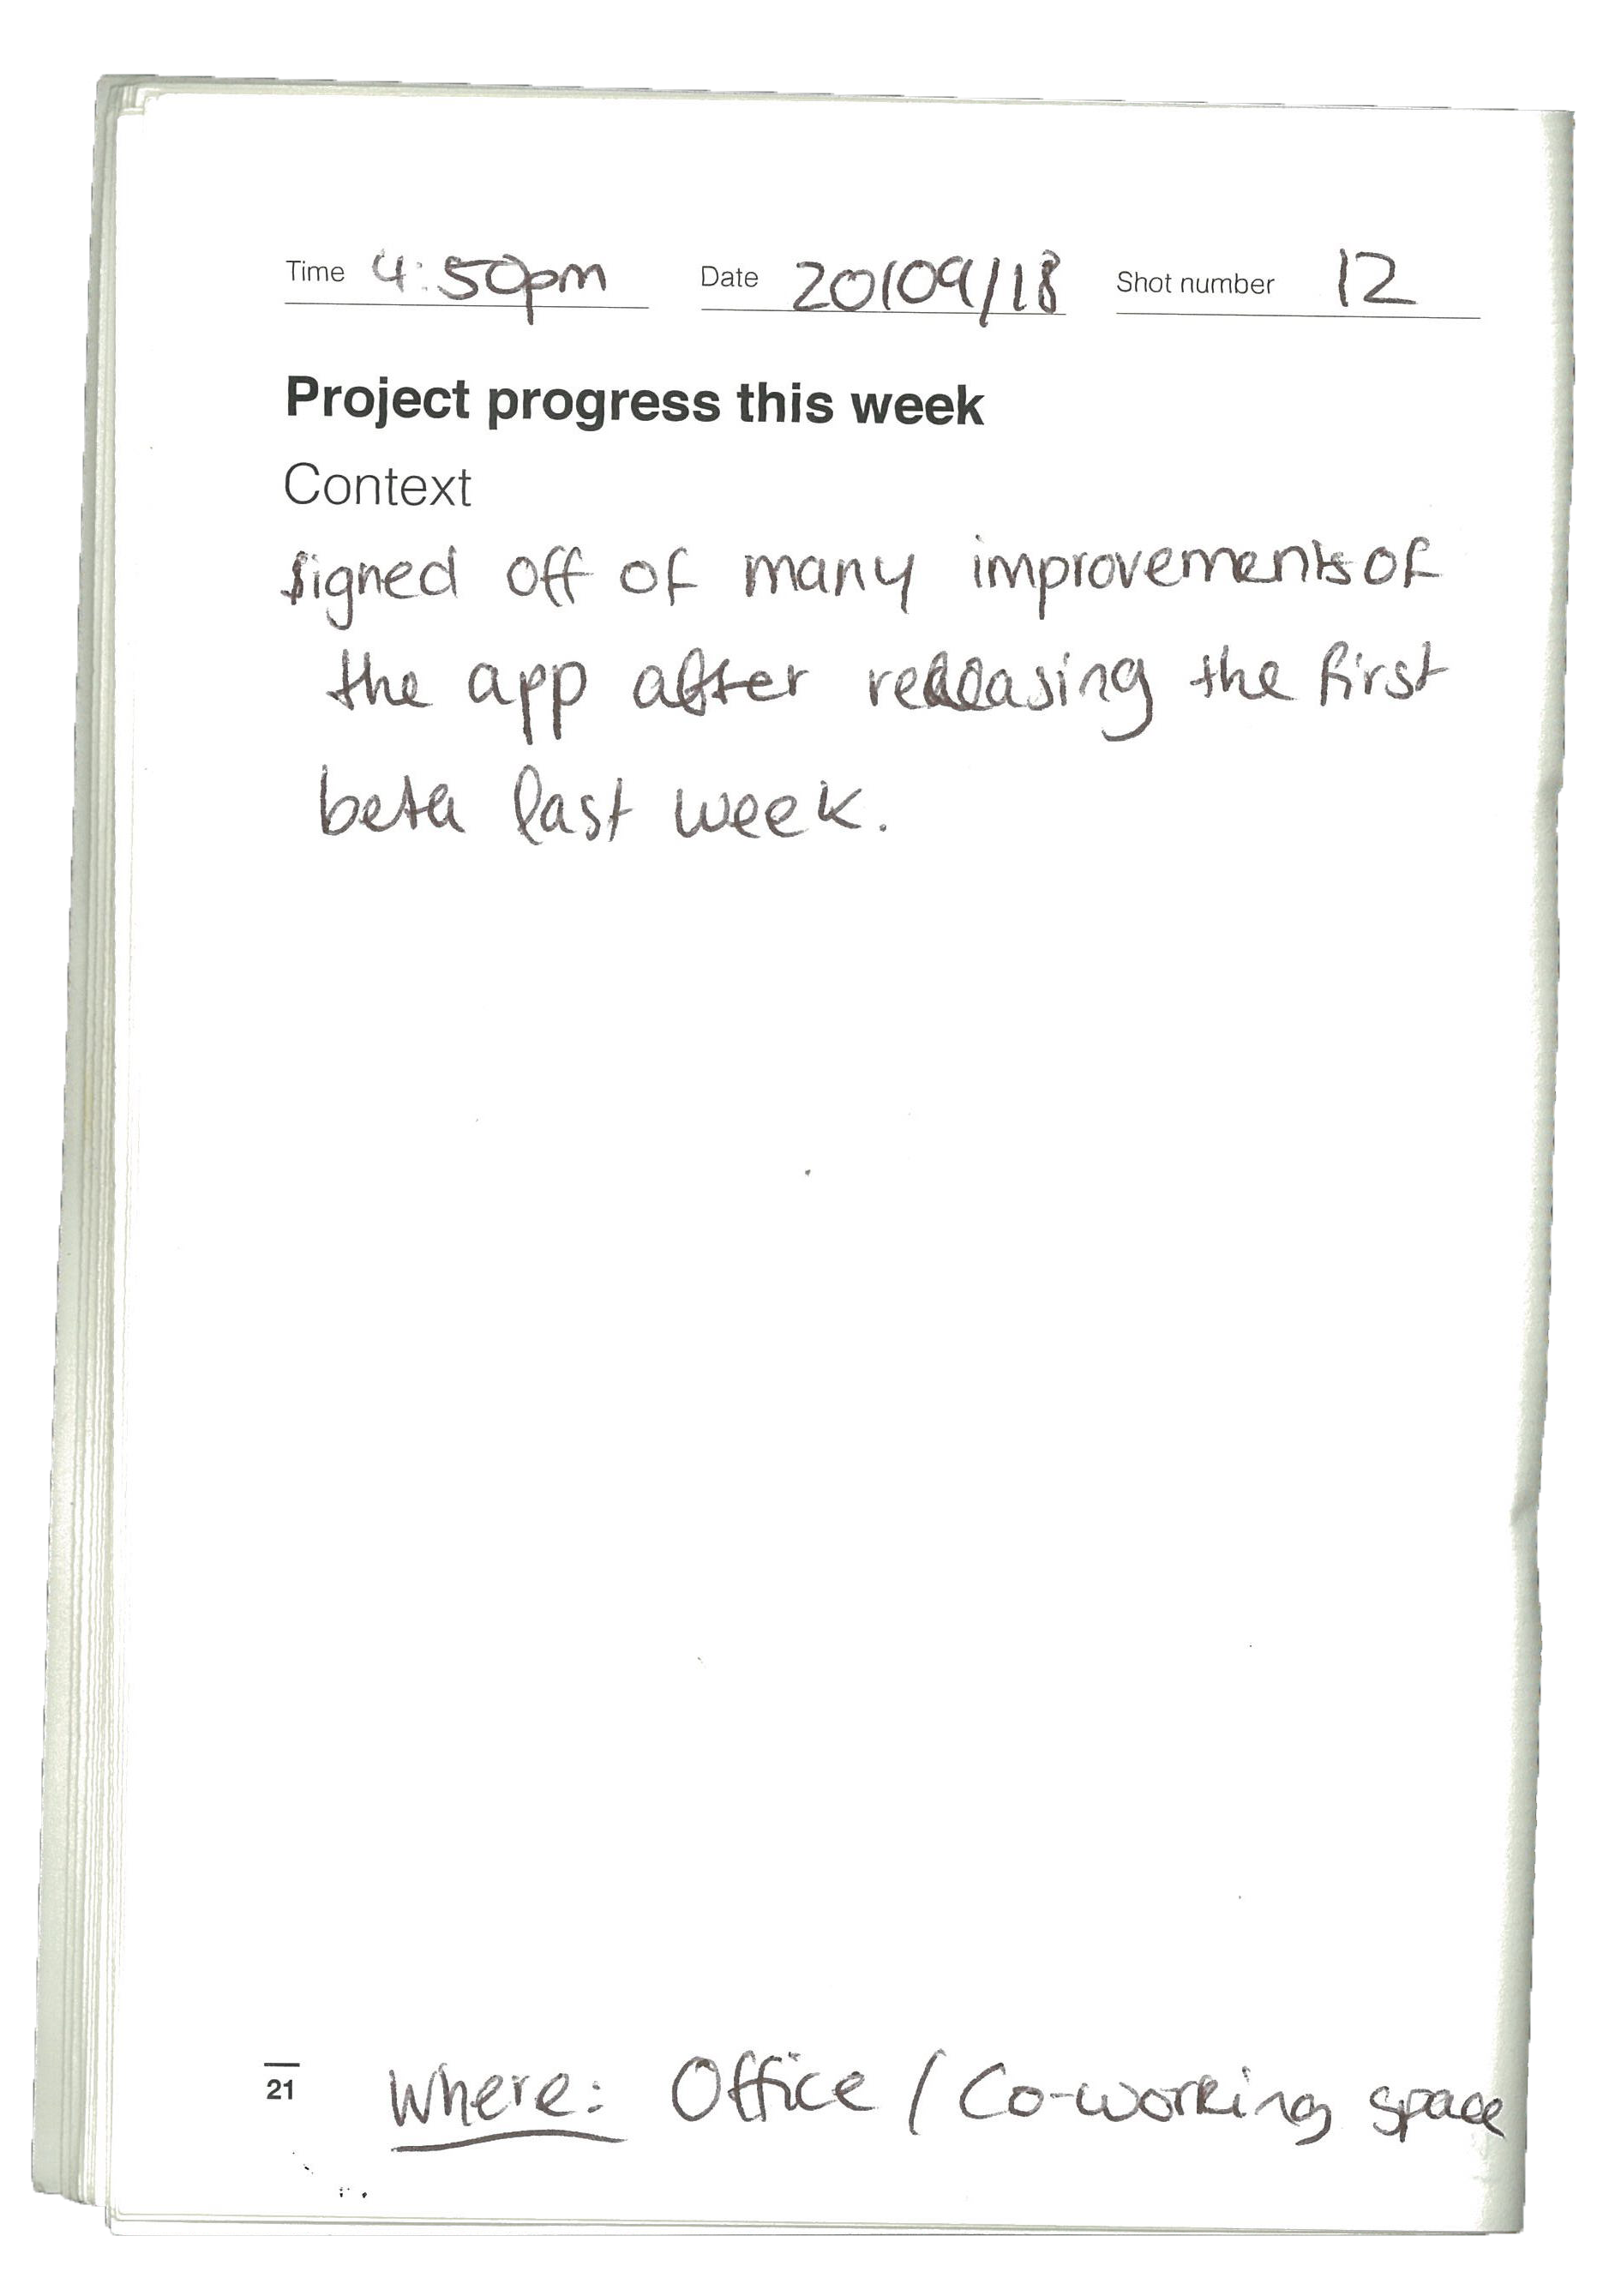 Time 4:50pm Date 20/09/18 Shot number 12
Project progress this week
Context
signed off of many improvements of
the app after releasing the first
beta last week.
21 Where: Office / Co-working space